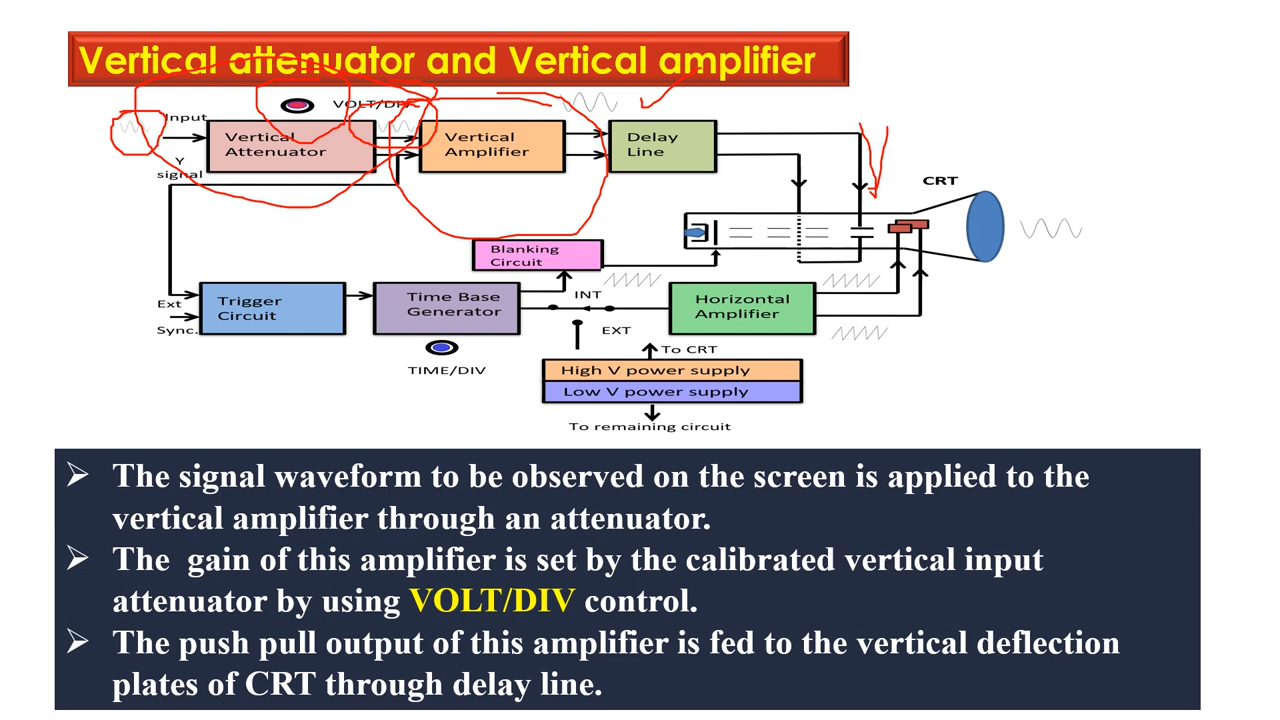 Vertical attenuator and Vertical amplifier
VOLT/DIV
Input
Y
signal
Vertical
Attenuator
Vertical
Amplifier
Delay
Line
CRT
Blanking
Circuit
Ext
Sync.
Trigger
Circuit
Time Base
Generator
INT
EXT
Horizontal
Amplifier
TIME/DIV
To CRT
High V power supply
Low V power supply
To remaining circuit
➢ The signal waveform to be observed on the screen is applied to the
vertical amplifier through an attenuator.
➢ The gain of this amplifier is set by the calibrated vertical input
attenuator by using VOLT/DIV control.
➢ The push pull output of this amplifier is fed to the vertical deflection
plates of CRT through delay line.